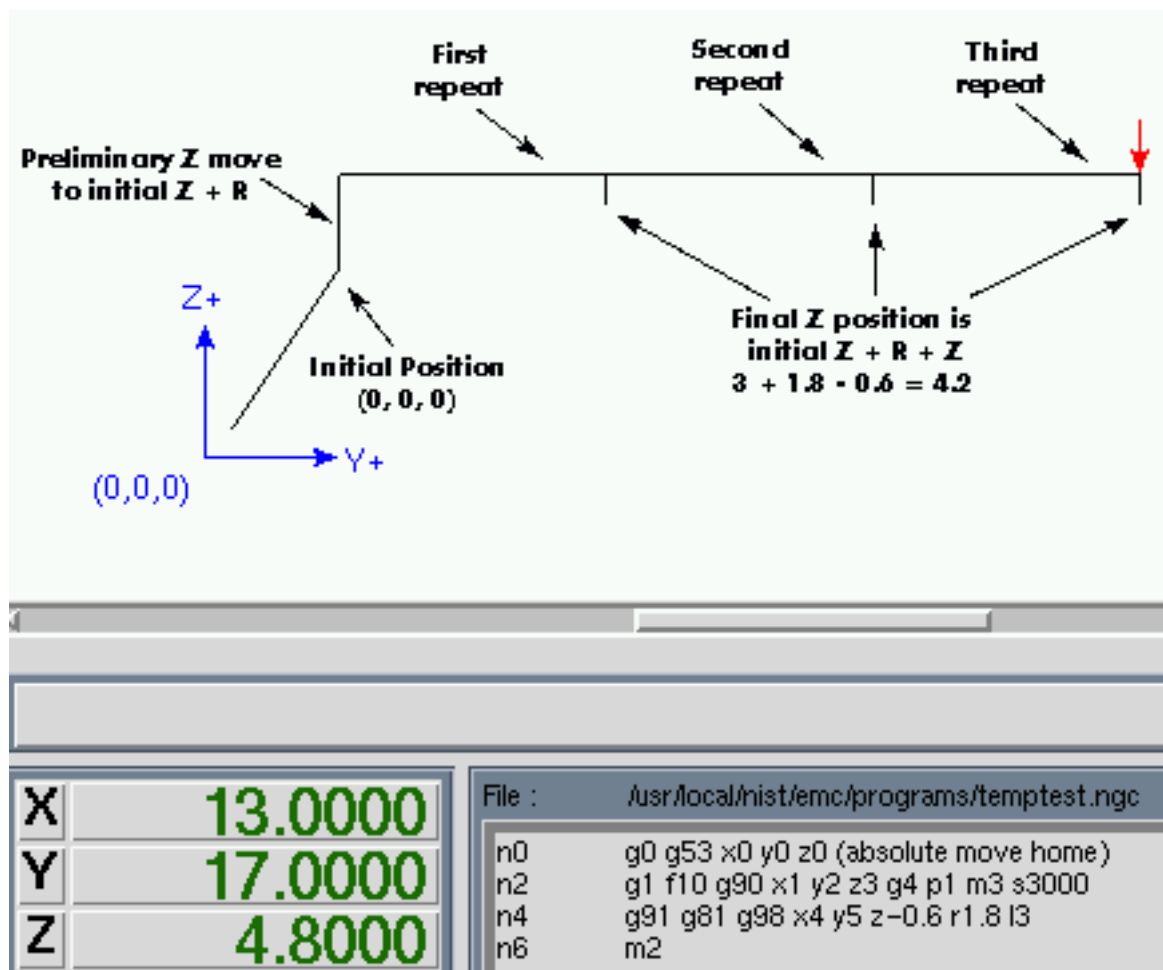 First
repeat
Second
repeat
Third
repeat
Preliminary Z move
to initial Z + R
Z+
Initial Position
(0, 0, 0)
Final Z position is
initial Z + R + Z
3 + 1.8 - 0.6 = 4.2
Y+
(0,0,0)
X 13.0000
Y 17.0000
Z 4.8000
File : /usr/local/nist/emc/programs/temptest.ngc
n0 g0 g53 x0 y0 z0 (absolute move home)
n2 g1 f10 g90 x1 y2 z3 g4 p1 m3 s3000
n4 g91 g81 g98 x4 y5 z-0.6 r1.8 l3
n6 m2